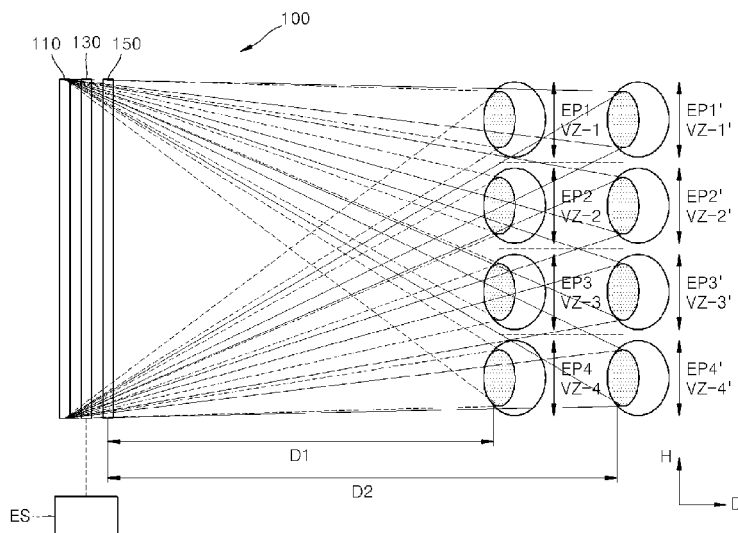 100
110
130
150
EP1
VZ-1
EP1'
VZ-1'
EP2
VZ-2
EP2'
VZ-2'
EP3
VZ-3
EP3'
VZ-3'
EP4
VZ-4
EP4'
VZ-4'
D1
D2
H
D
ES